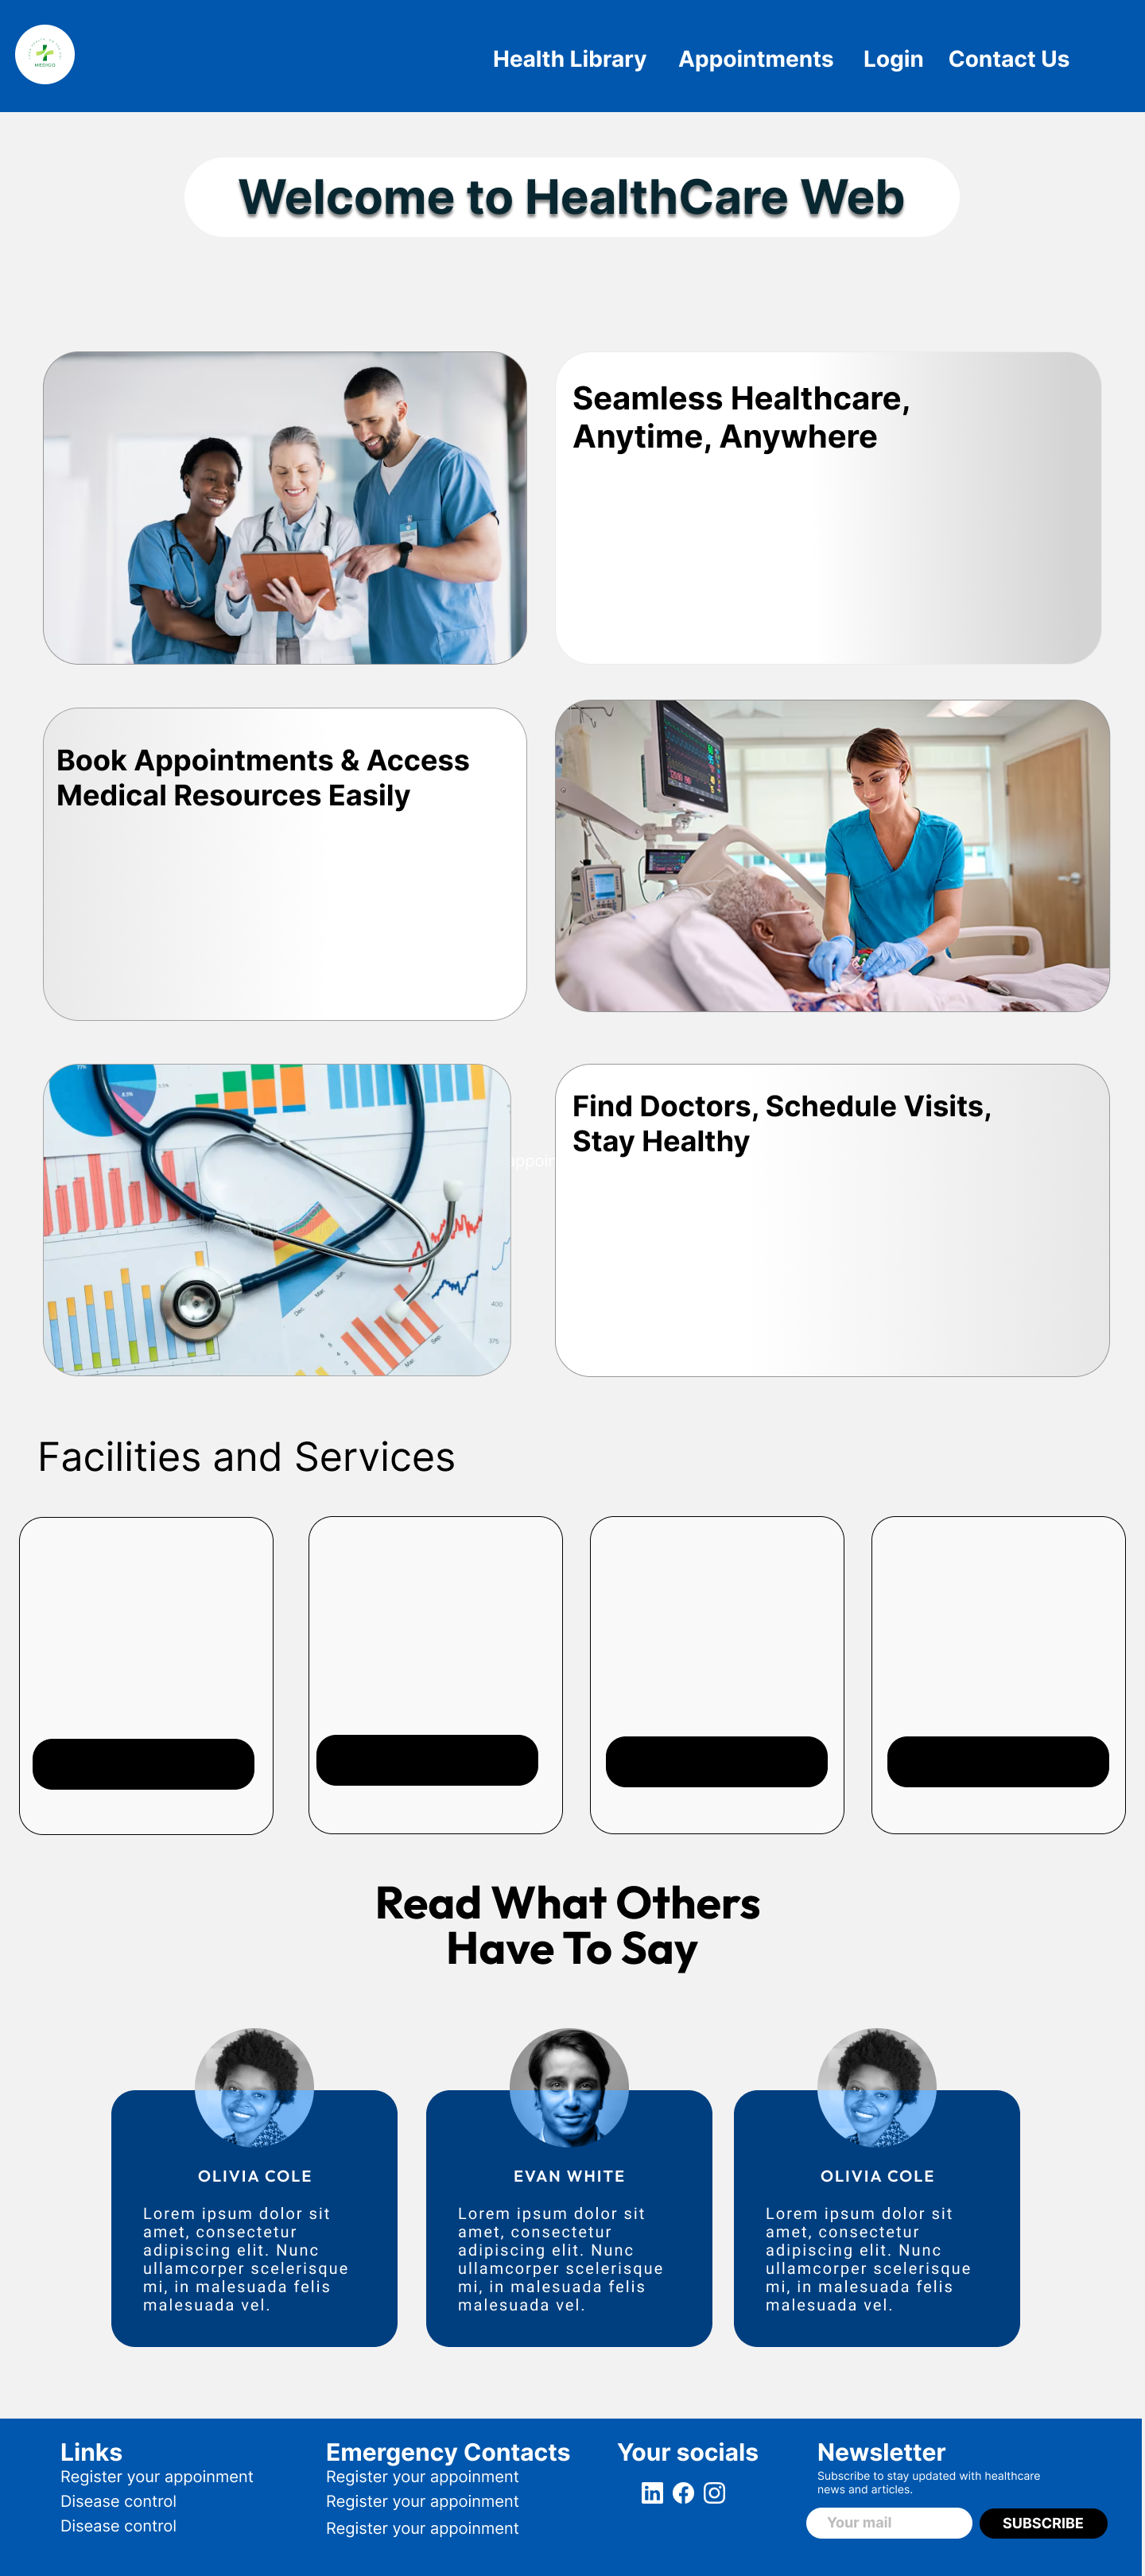 MEDIGO
Health Library
Appointments
Login
Contact Us
Welcome to HealthCare Web
Seamless Healthcare,
Anytime, Anywhere
Book Appointments & Access
Medical Resources Easily
Find Doctors, Schedule Visits,
Stay Healthy
appoin
Facilities and Services
Read What Others
Have To Say
OLIVIA COLE
Lorem ipsum dolor sit
amet, consectetur
adipiscing elit. Nunc
ullamcorper scelerisque
mi, in malesuada felis
malesuada vel.
EVAN WHITE
Lorem ipsum dolor sit
amet, consectetur
adipiscing elit. Nunc
ullamcorper scelerisque
mi, in malesuada felis
malesuada vel.
OLIVIA COLE
Lorem ipsum dolor sit
amet, consectetur
adipiscing elit. Nunc
ullamcorper scelerisque
mi, in malesuada felis
malesuada vel.
Links
Register your appoinment
Disease control
Disease control
Emergency Contacts
Register your appoinment
Register your appoinment
Register your appoinment
Your socials
Newsletter
Subscribe to stay updated with healthcare
news and articles.
Your mail
SUBSCRIBE